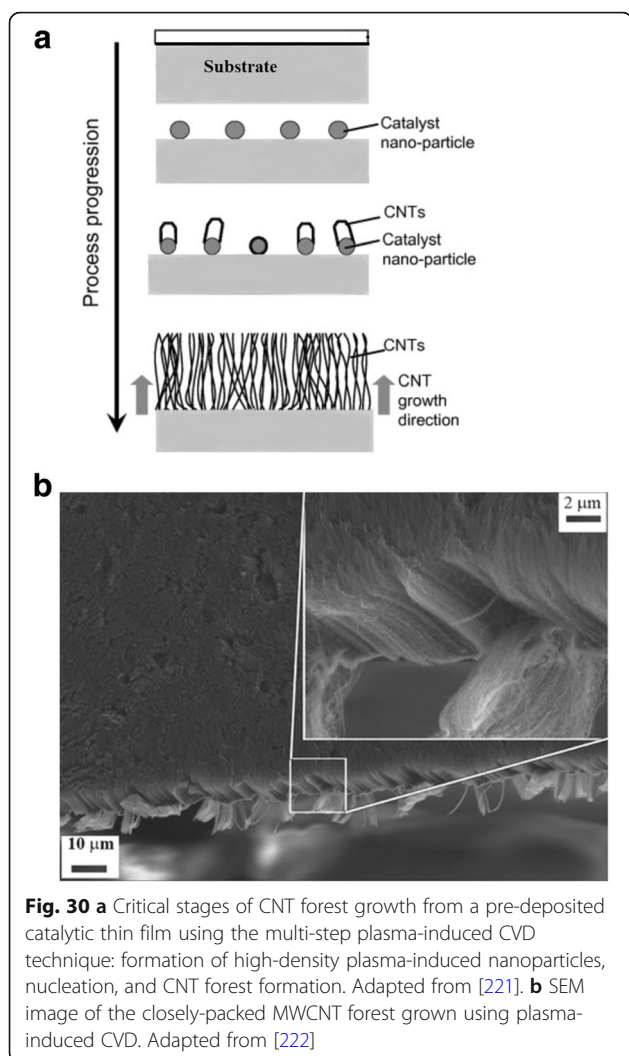 a
Substrate
Catalyst
nano-particle
CNTs
Catalyst
nano-particle
CNTs
CNT
growth
direction
Process progression
b
2 µm
10 µm
Fig. 30 a Critical stages of CNT forest growth from a pre-deposited
catalytic thin film using the multi-step plasma-induced CVD
technique: formation of high-density plasma-induced nanoparticles,
nucleation, and CNT forest formation. Adapted from [221]. b SEM
image of the closely-packed MWCNT forest grown using plasma-
induced CVD. Adapted from [222]